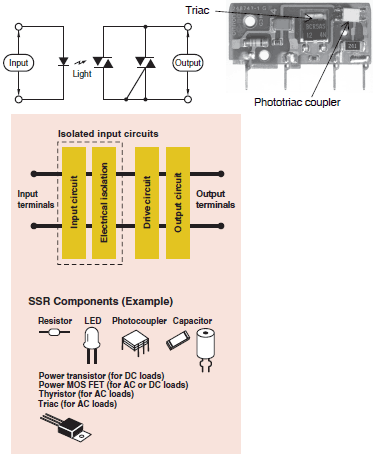 Triac
Input
Light
Output
Phototriac coupler
Isolated input circuits
Input
terminals
Input circuit
Electrical isolation
Drive circuit
Output circuit
Output
terminals
SSR Components (Example)
Resistor LED Photocoupler Capacitor
Power transistor (for DC loads)
Power MOS FET (for AC or DC loads)
Thyristor (for AC loads)
Triac (for AC loads)